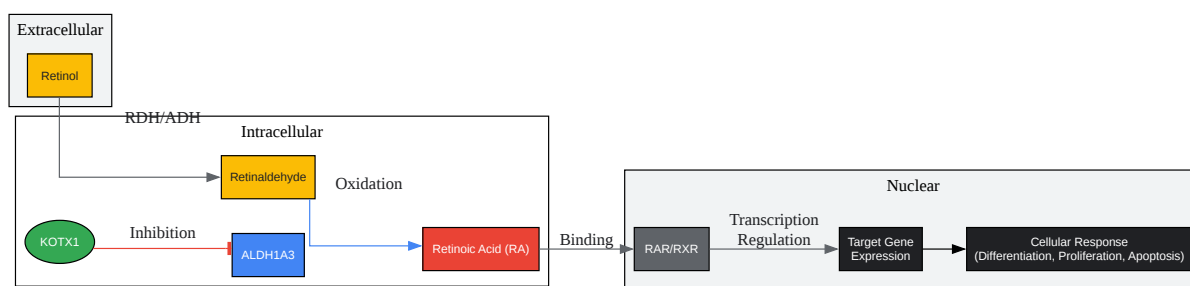 Extracellular
Retinol
RDH/ADH
Intracellular
Retinaldehyde
Oxidation
KOTX1
Inhibition
ALDH1A3
Retinoic Acid (RA)
Binding
Nuclear
RAR/RXR
Transcription
Regulation
Target Gene
Expression
Cellular Response
(Differentiation, Proliferation, Apoptosis)